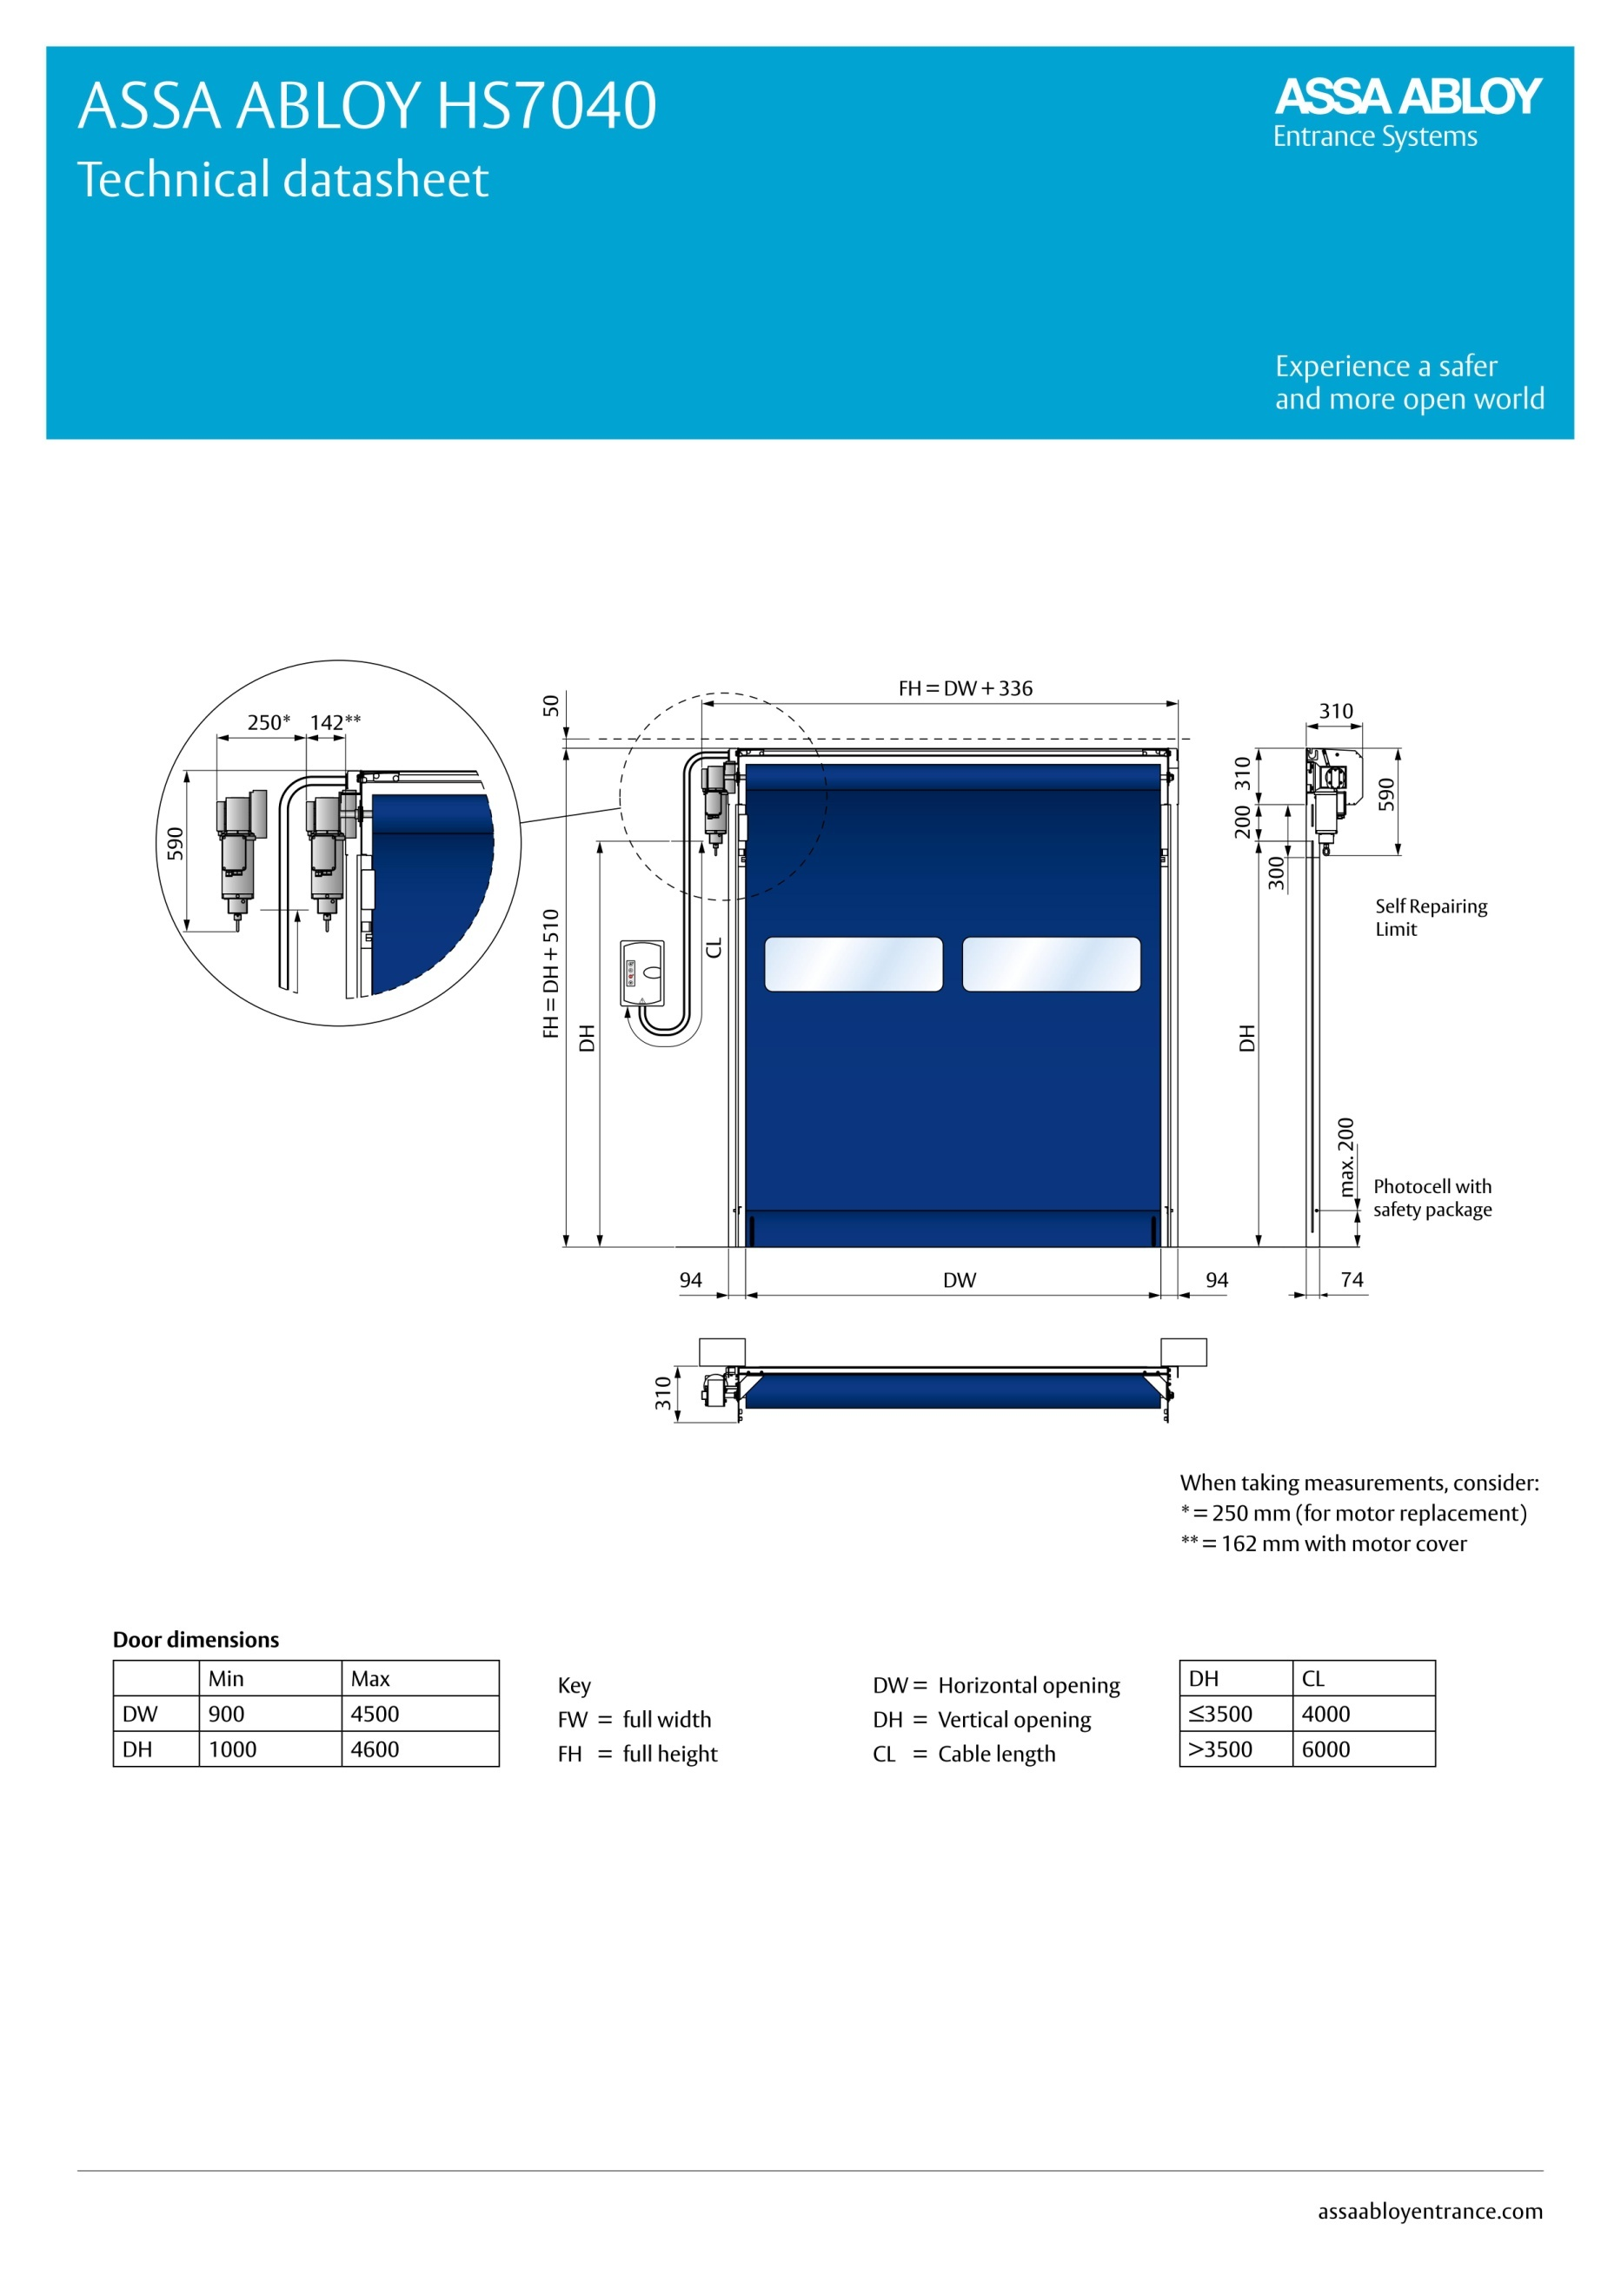 ASSA ABLOY HS7040
Technical datasheet
ASSA ABLOY
Entrance Systems
Experience a safer
and more open world
250*
142**
590
50
FH = DW + 336
FH = DH + 510
DH
CL
310
310
200
300
590
Self Repairing
Limit
DH
max. 200
Photocell with
safety package
94
DW
94
74
310
When taking measurements, consider:
* = 250 mm (for motor replacement)
** = 162 mm with motor cover
Door dimensions
Min Max
DW 900 4500
DH 1000 4600
Key
FW = full width
FH = full height
DW = Horizontal opening
DH = Vertical opening
CL = Cable length
DH CL
≤3500 4000
>3500 6000
assaabloyentrance.com